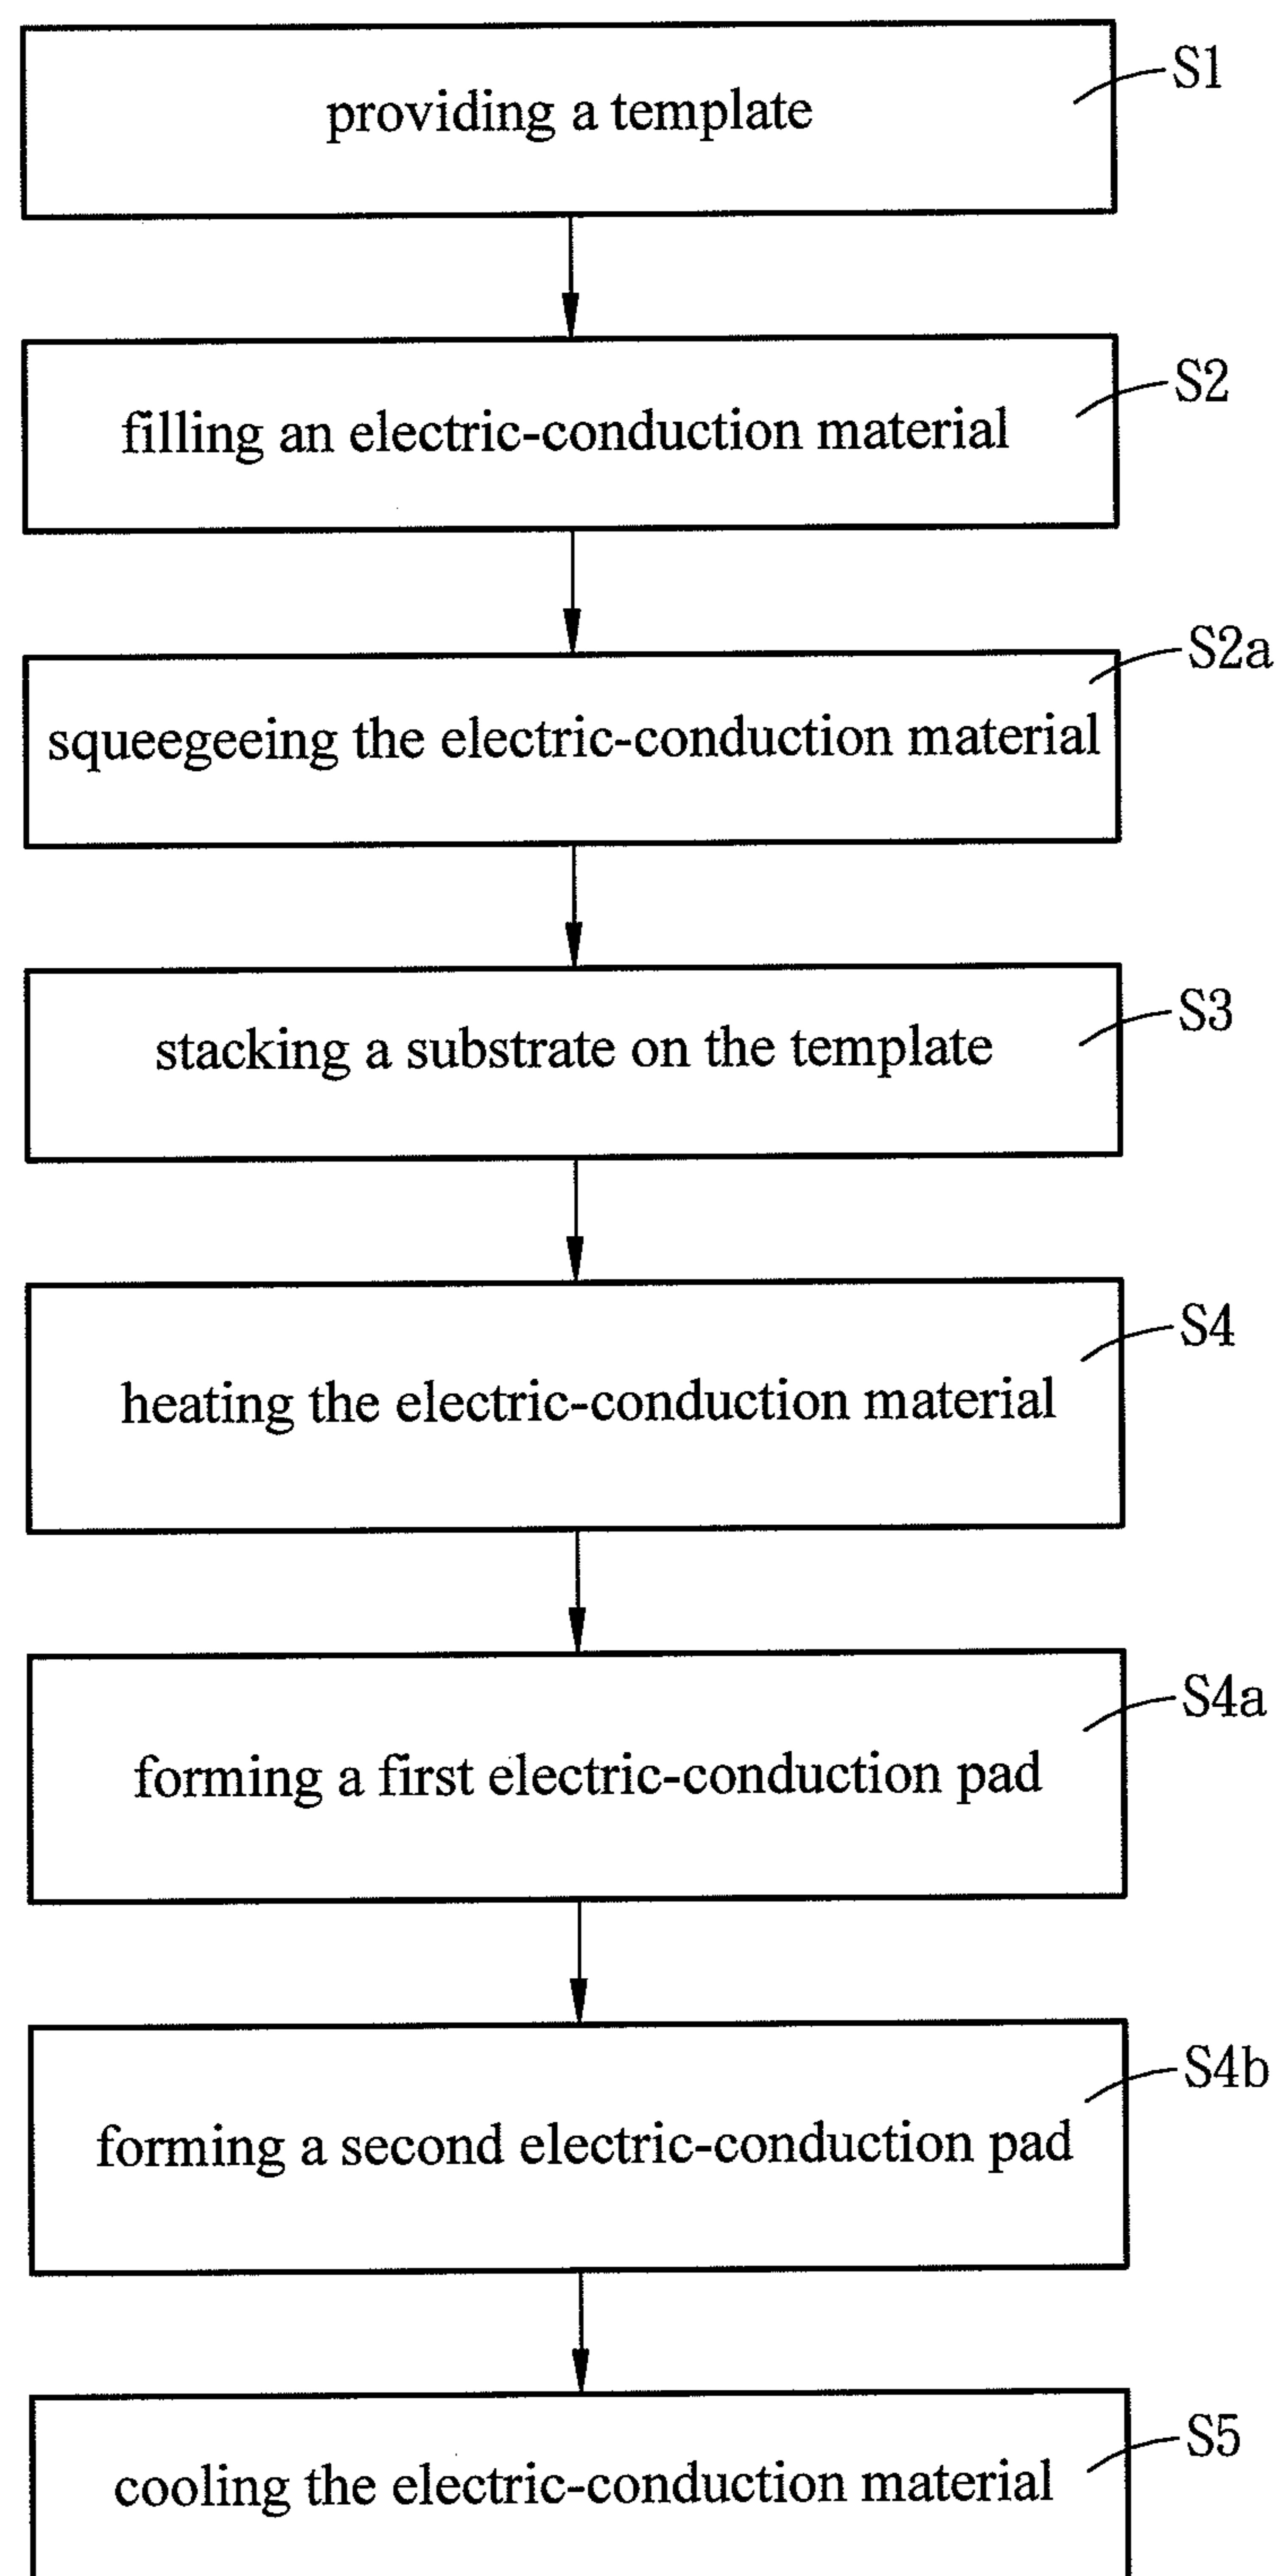 providing a template
S1
filling an electric-conduction material
S2
squeegeeing the electric-conduction material
S2a
stacking a substrate on the template
S3
heating the electric-conduction material
S4
forming a first electric-conduction pad
S4a
forming a second electric-conduction pad
S4b
cooling the electric-conduction material
S5